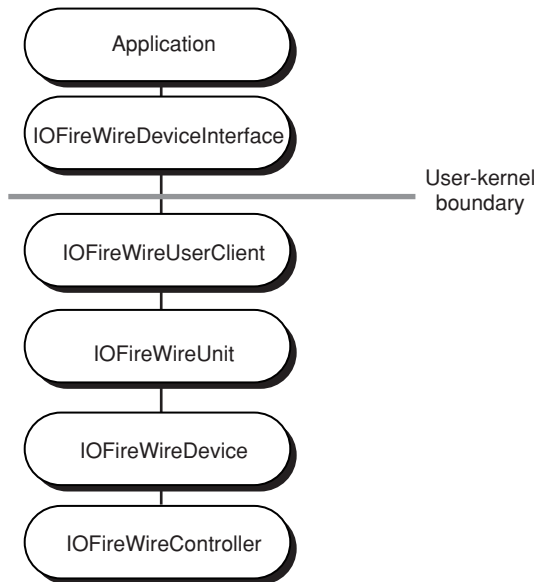 Application
IOFireWireDeviceInterface
User-kernel
boundary
IOFireWireUserClient
IOFireWireUnit
IOFireWireDevice
IOFireWireController